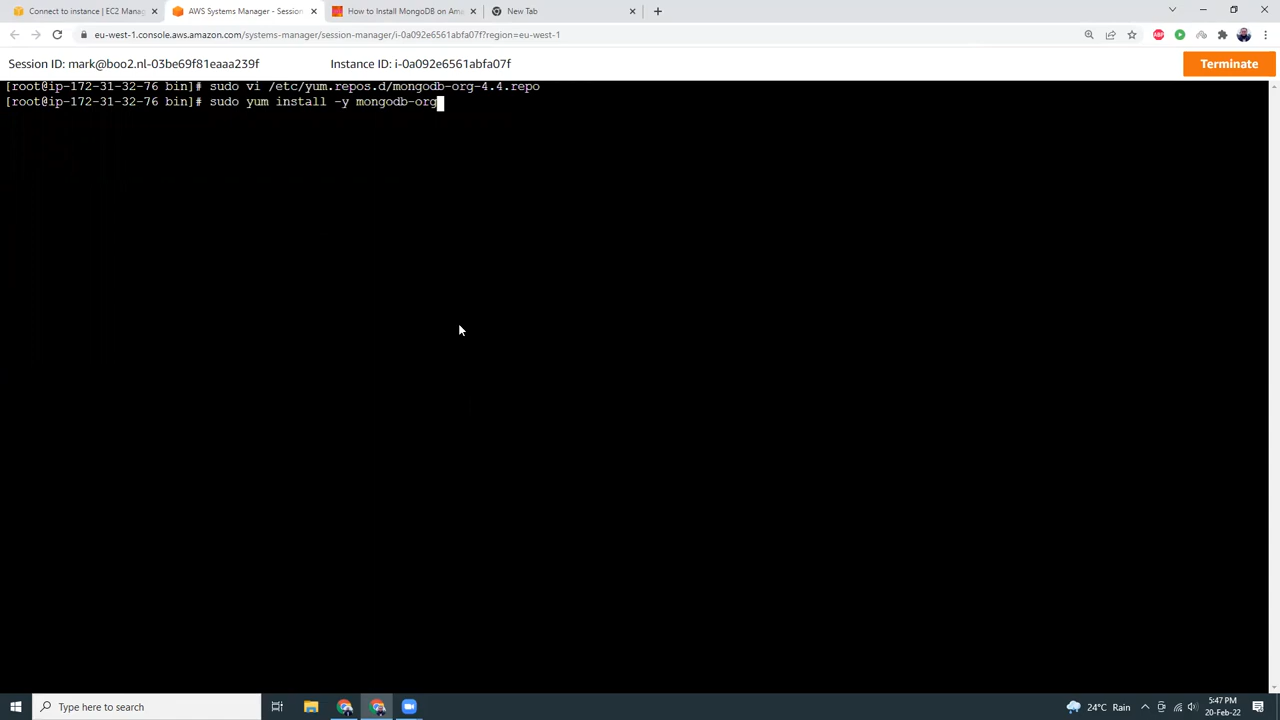 Connect to instance | EC2 Manag
AWS Systems Manager - Session
How to Install MongoDB on Ama
New Tab
eu-west-1.console.aws.amazon.com/systems-manager/session-manager/i-0a092e6561abfa07f?region=eu-west-1
ABP
Session ID: mark@boo2.nl-03be69f81eaaa239f
Instance ID: i-0a092e6561abfa07f
Terminate
[root@ip-172-31-32-76 bin]# sudo vi /etc/yum.repos.d/mongodb-org-4.4.repo
[root@ip-172-31-32-76 bin]# sudo yum install -y mongodb-org
Type here to search
24°C Rain
5:47 PM
20-Feb-22